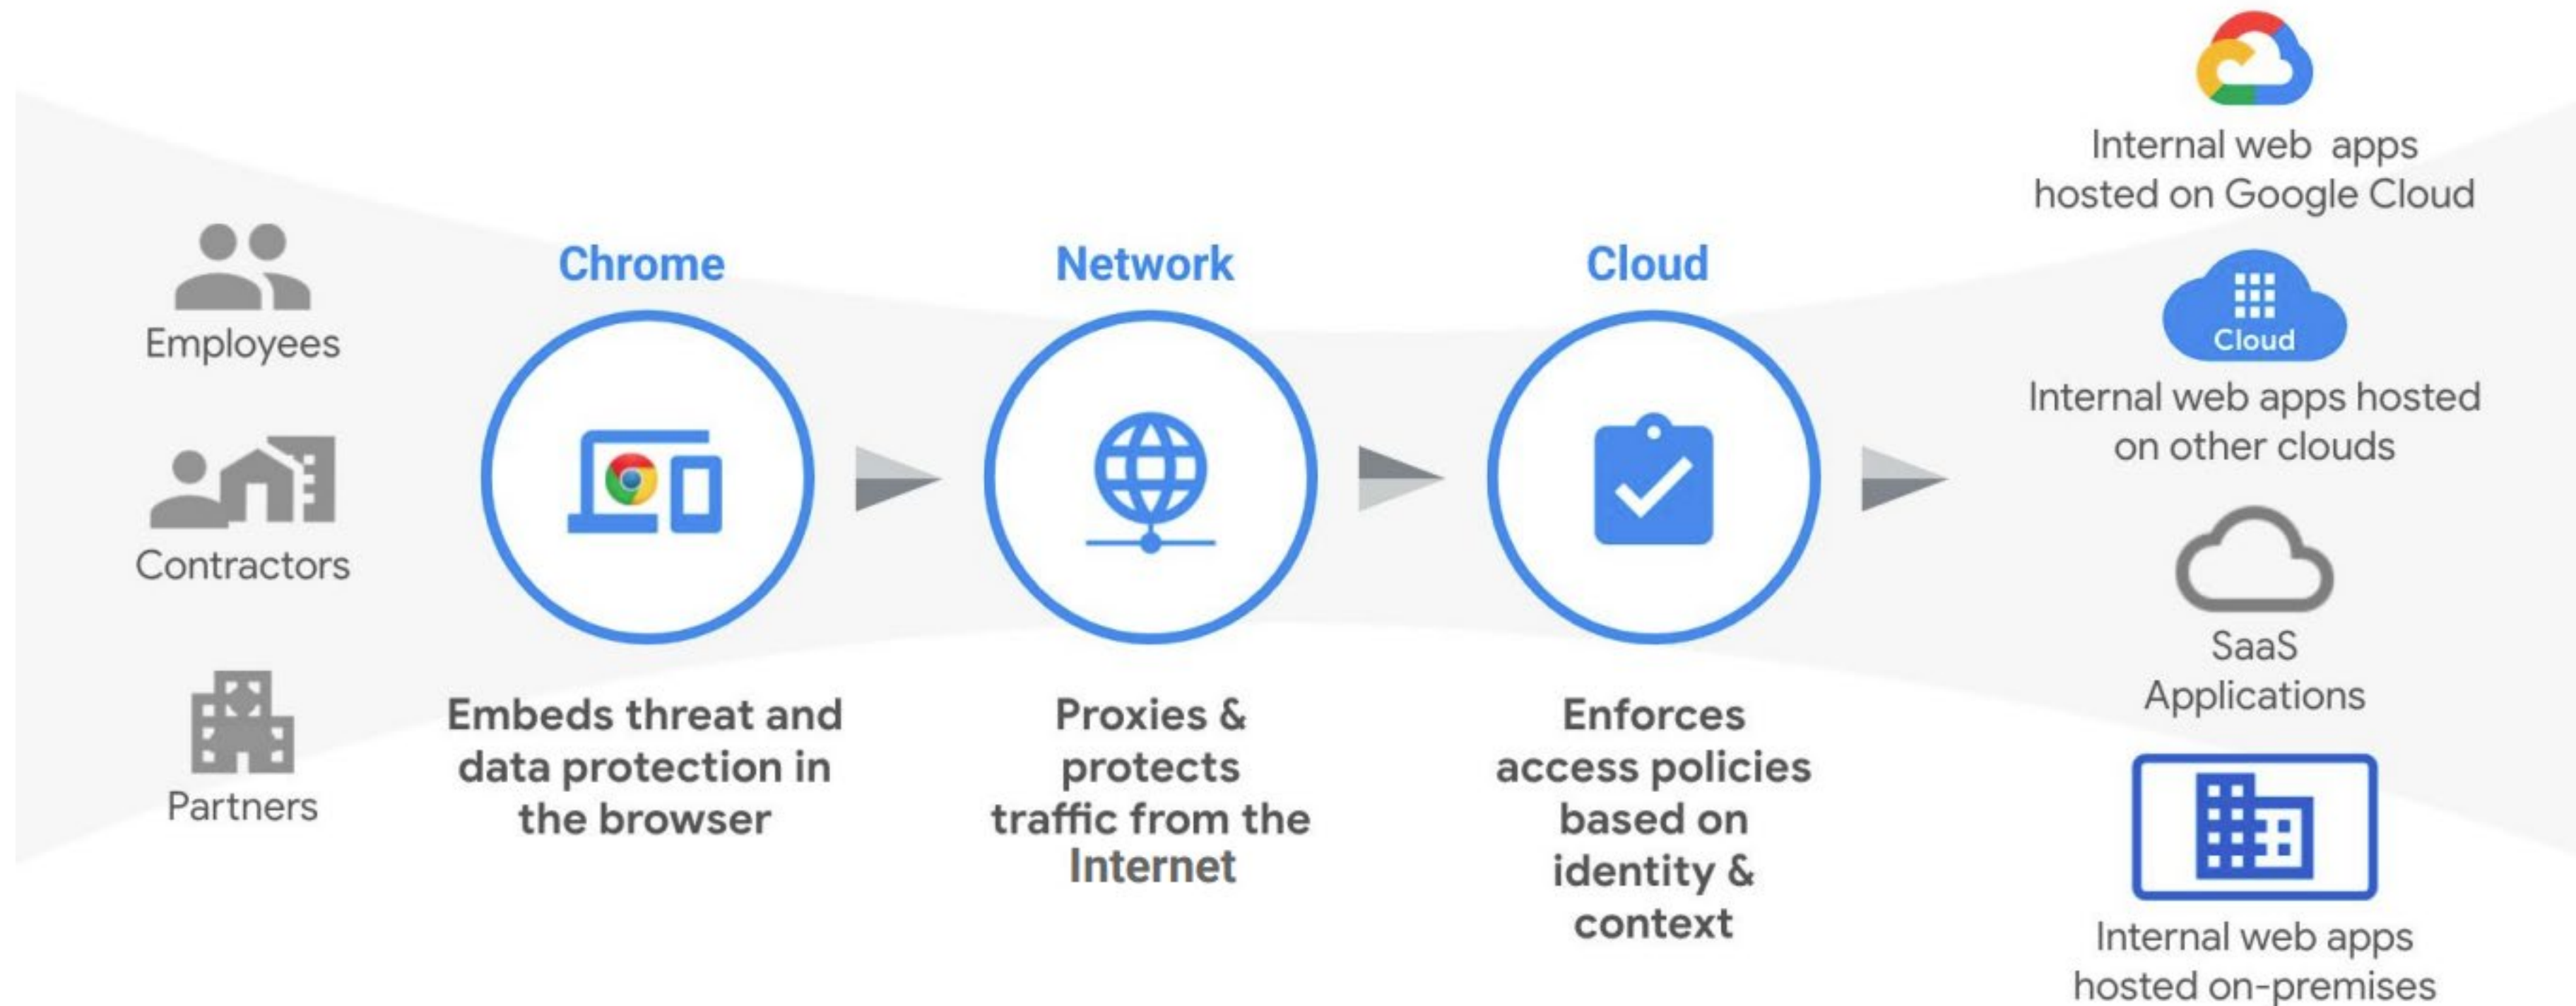 Employees
Contractors
Partners
Chrome
Embeds threat and
data protection in
the browser
Network
Proxies &
protects
traffic from the
Internet
Cloud
Enforces
access policies
based on
identity &
context
Internal web apps
hosted on Google Cloud
Cloud
Internal web apps hosted
on other clouds
SaaS
Applications
Internal web apps
hosted on-premises